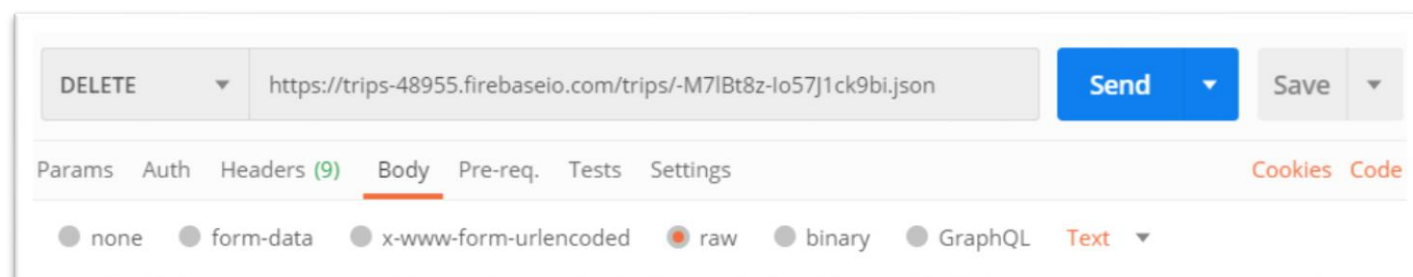 DELETE https://trips-48955.firebaseio.com/trips/-M7lBt8z-Io57J1ck9bi.json Send Save
Params Auth Headers (9) Body Pre-req. Tests Settings Cookies Code
none form-data x-www-form-urlencoded raw binary GraphQL Text